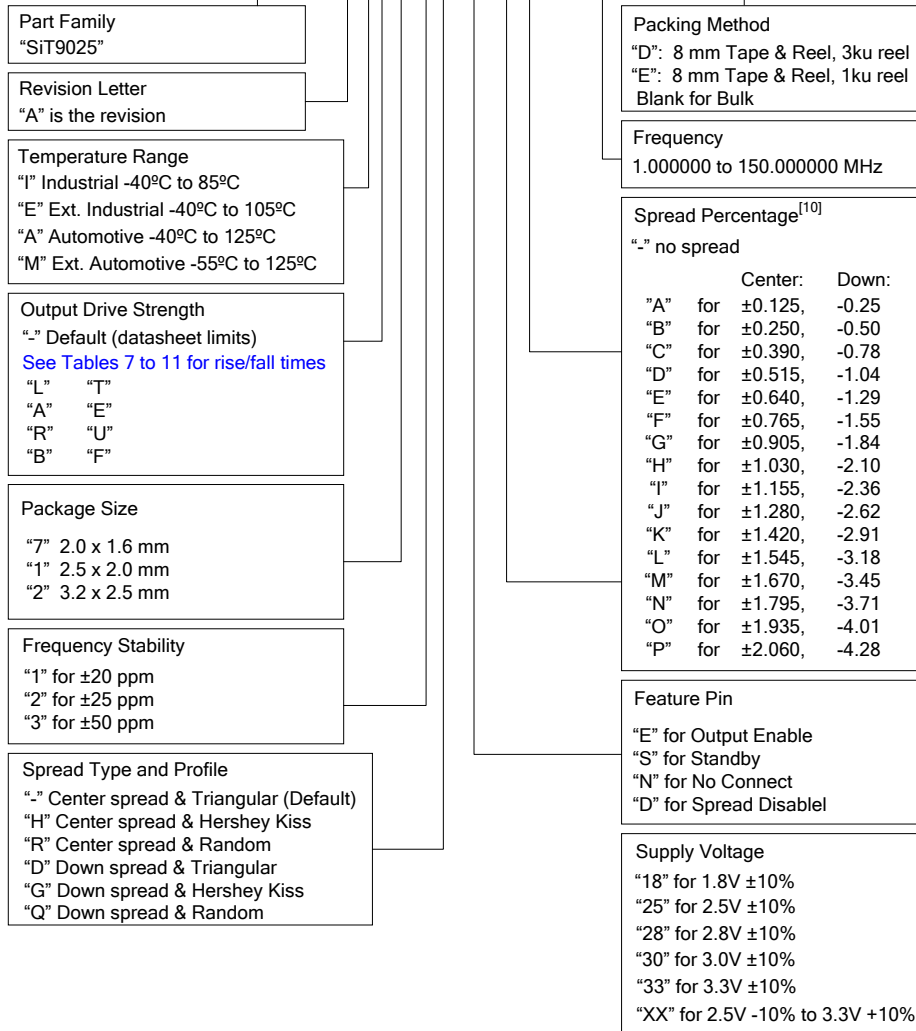 Part Family
“SiT9025”
Revision Letter
“A” is the revision
Temperature Range
“I” Industrial -40ºC to 85ºC
“E” Ext. Industrial -40ºC to 105ºC
“A” Automotive -40ºC to 125ºC
“M” Ext. Automotive -55ºC to 125ºC
Output Drive Strength
“-” Default (datasheet limits)
See Tables 7 to 11 for rise/fall times
“L” “T”
“A” “E”
“R” “U”
“B” “F”
Package Size
“7” 2.0 x 1.6 mm
“1” 2.5 x 2.0 mm
“2” 3.2 x 2.5 mm
Frequency Stability
“1” for ±20 ppm
“2” for ±25 ppm
“3” for ±50 ppm
Spread Type and Profile
“-” Center spread & Triangular (Default)
“H” Center spread & Hershey Kiss
“R” Center spread & Random
“D” Down spread & Triangular
“G” Down spread & Hershey Kiss
“Q” Down spread & Random
Packing Method
“D”: 8 mm Tape & Reel, 3ku reel
“E”: 8 mm Tape & Reel, 1ku reel
Blank for Bulk
Frequency
1.000000 to 150.000000 MHz
Spread Percentage[10]
“-” no spread
Center: Down:
”A” for ±0.125, -0.25
“B” for ±0.250, -0.50
“C” for ±0.390, -0.78
“D” for ±0.515, -1.04
“E” for ±0.640, -1.29
“F” for ±0.765, -1.55
“G” for ±0.905, -1.84
“H” for ±1.030, -2.10
“I” for ±1.155, -2.36
“J” for ±1.280, -2.62
“K” for ±1.420, -2.91
“L” for ±1.545, -3.18
“M” for ±1.670, -3.45
“N” for ±1.795, -3.71
“O” for ±1.935, -4.01
“P” for ±2.060, -4.28
Feature Pin
“E” for Output Enable
“S” for Standby
“N” for No Connect
“D” for Spread Disablel
Supply Voltage
“18” for 1.8V ±10%
“25” for 2.5V ±10%
“28” for 2.8V ±10%
“30” for 3.0V ±10%
“33” for 3.3V ±10%
“XX” for 2.5V -10% to 3.3V +10%